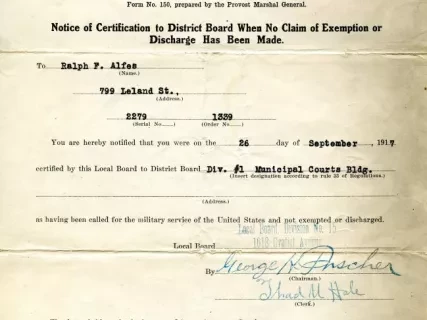 Form No. 150, prepared by the Provost Marshal General.
Notice of Certification to District Board When No Claim of Exemption or
Discharge Has Been Made.
To Ralph F. Alfes
(Name.)
799 Leland St.,
(Address.)
2279 1339
(Serial No.) (Order No.)
You are hereby notified that you were on the 26 day of September, 1917
certified by this Local Board to District Board Div. #1 Municipal Courts Bldg.
(Insert designation according to rule 25 of Regulations.)
(Address.)
as having been called for the military service of the United States and not exempted or discharged.
Local Board Division No. 15
Local Board
By George H.
(Chairman.)
Thad M Hale
(Clerk.)